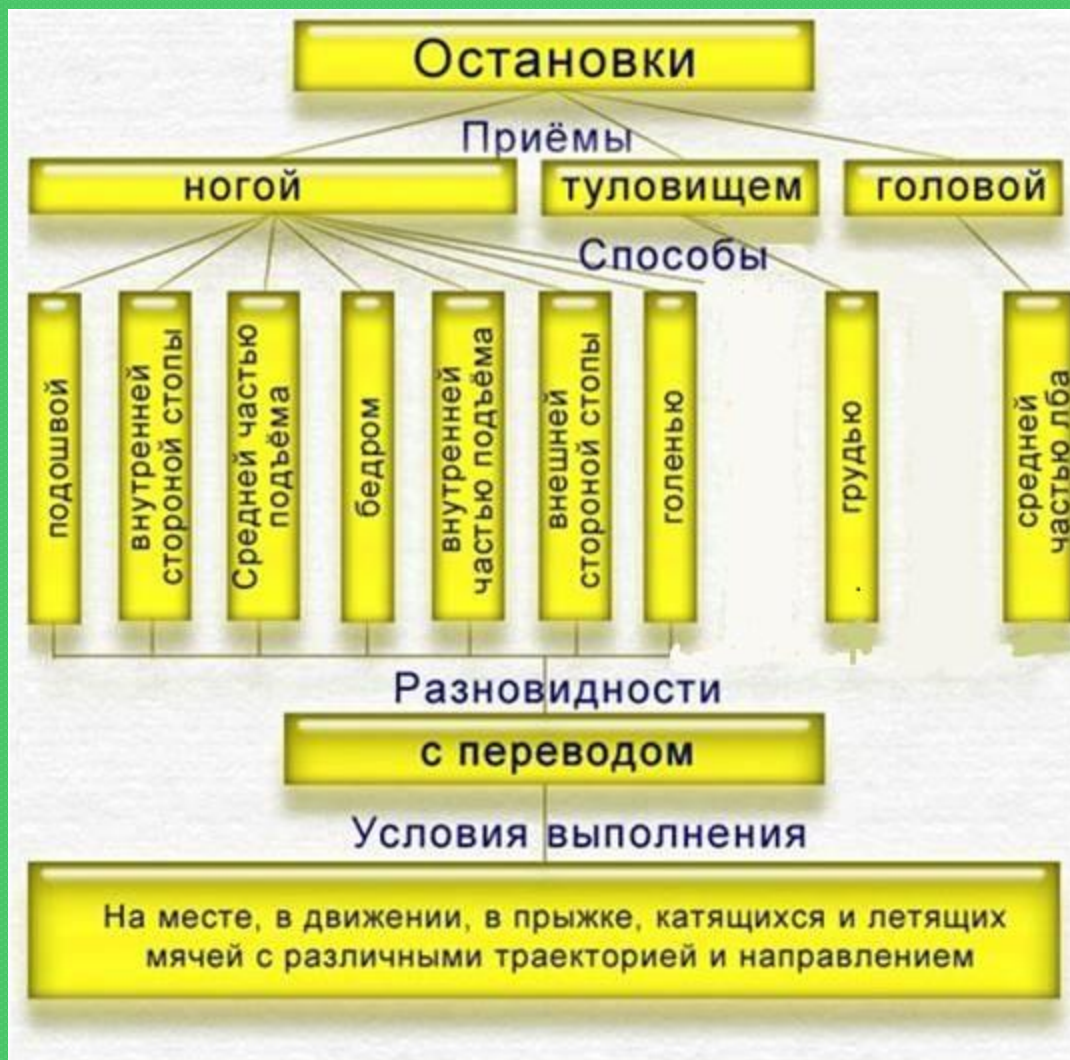 Остановки
Приёмы
ногой
туловищем
головой
Способы
подошвой
внутренней
стороной стопы
Средней частью
подъёма
бедром
внутренней
частью подъёма
внешней
стороной стопы
голенью
грудью
средней
частью лба
Разновидности
с переводом
Условия выполнения
На месте, в движении, в прыжке, катящихся и летящих
мячей с различными траекторией и направлением